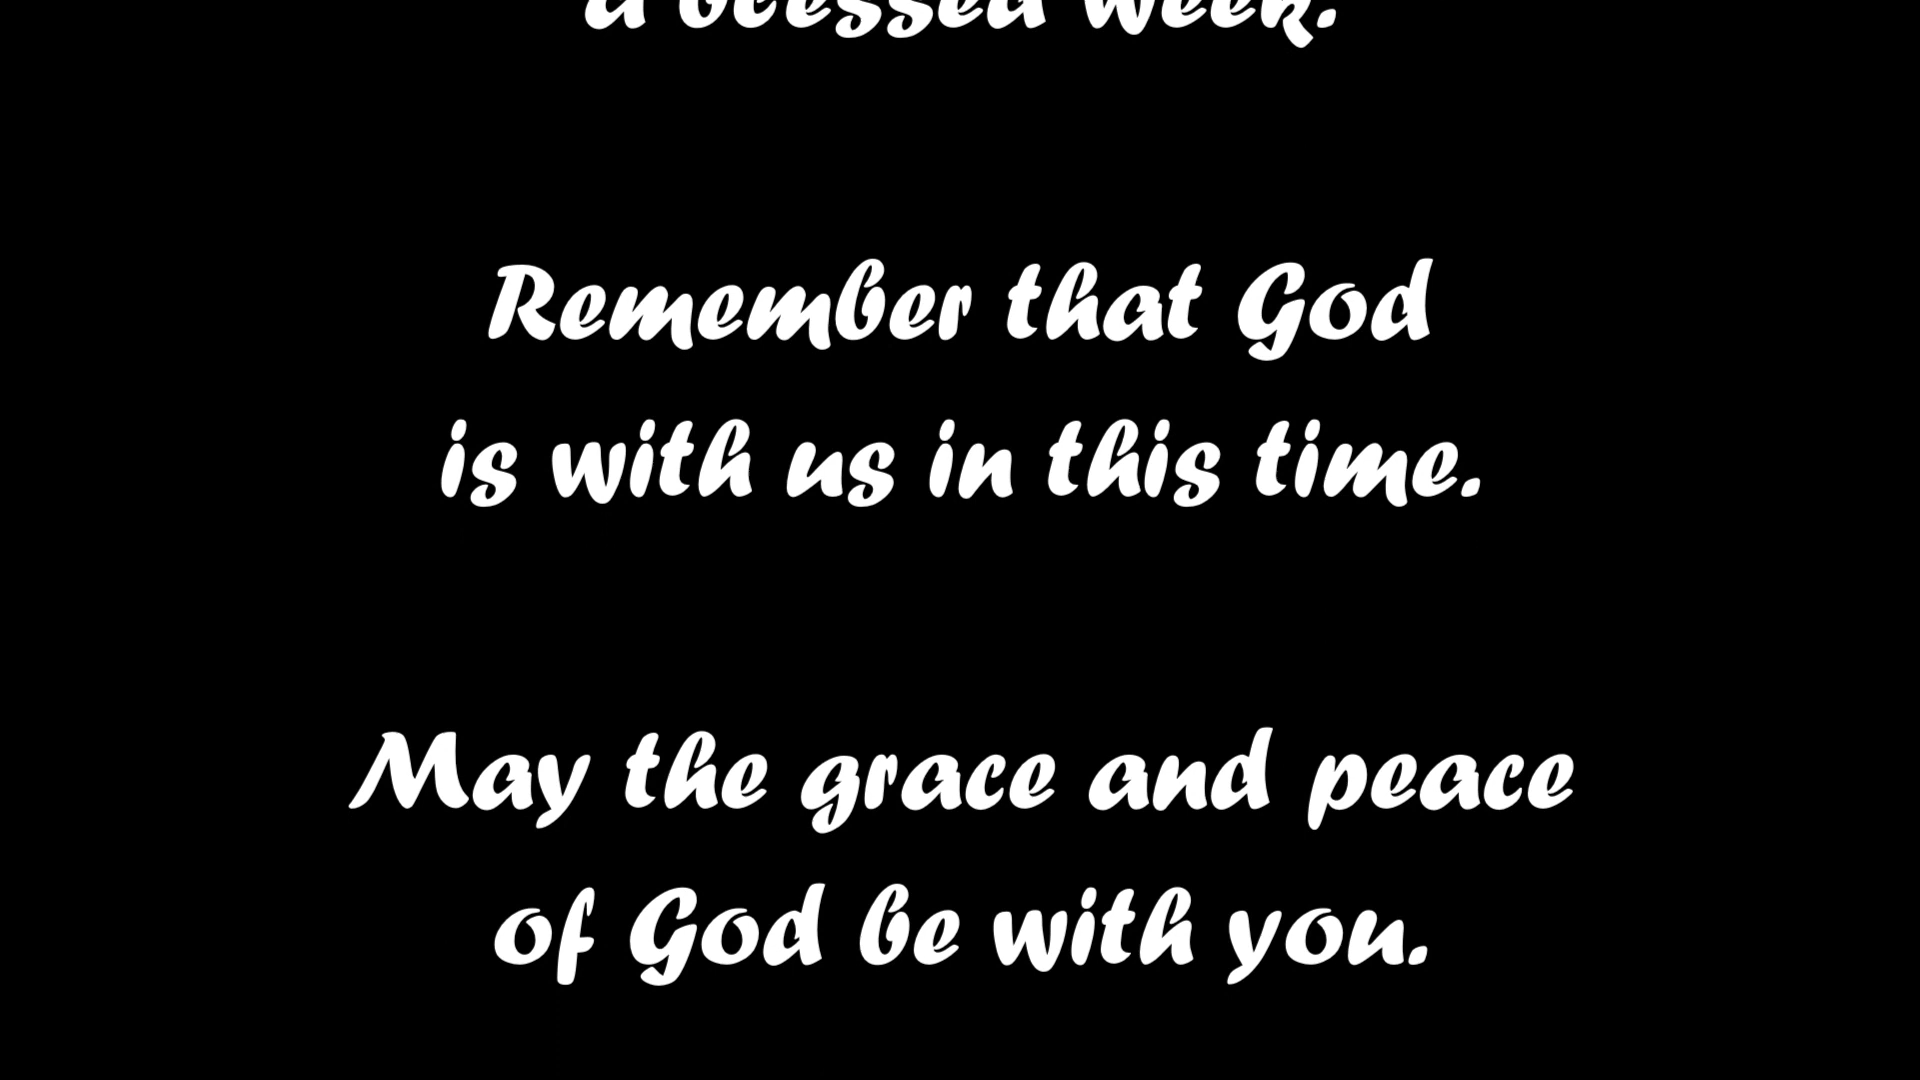 a blessed week.
Remember that God
is with us in this time.
May the grace and peace
of God be with you.